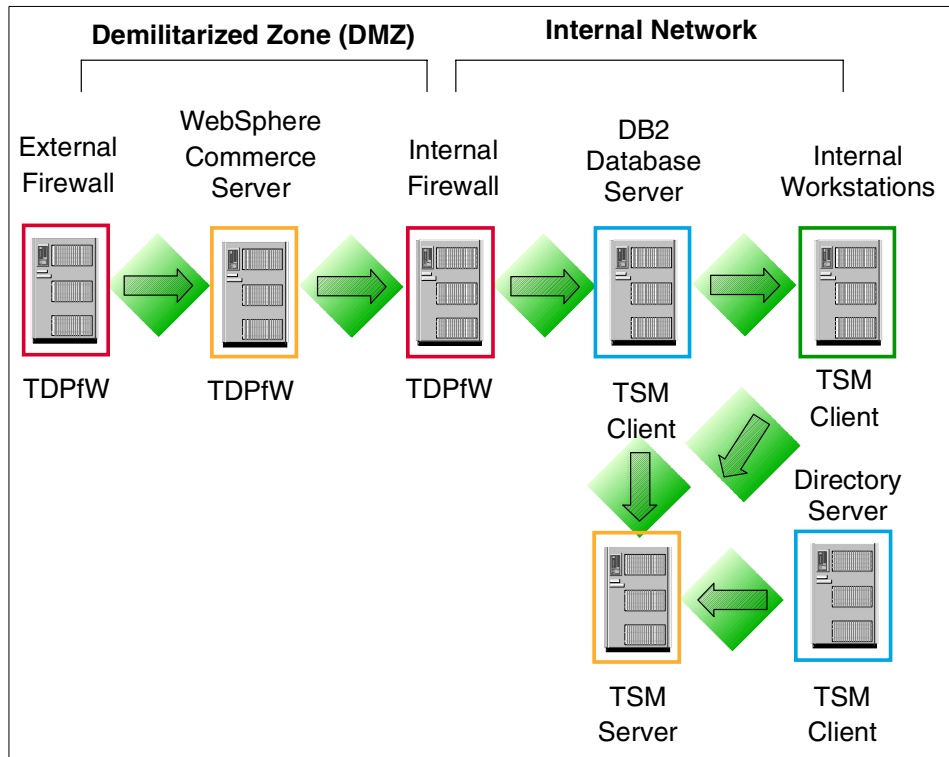 Demilitarized Zone (DMZ)
Internal Network
External
Firewall
WebSphere
Commerce
Server
Internal
Firewall
DB2
Database
Server
Internal
Workstations
TDPfW
TDPfW
TDPfW
TSM
Client
TSM
Client
Directory
Server
TSM
Server
TSM
Client